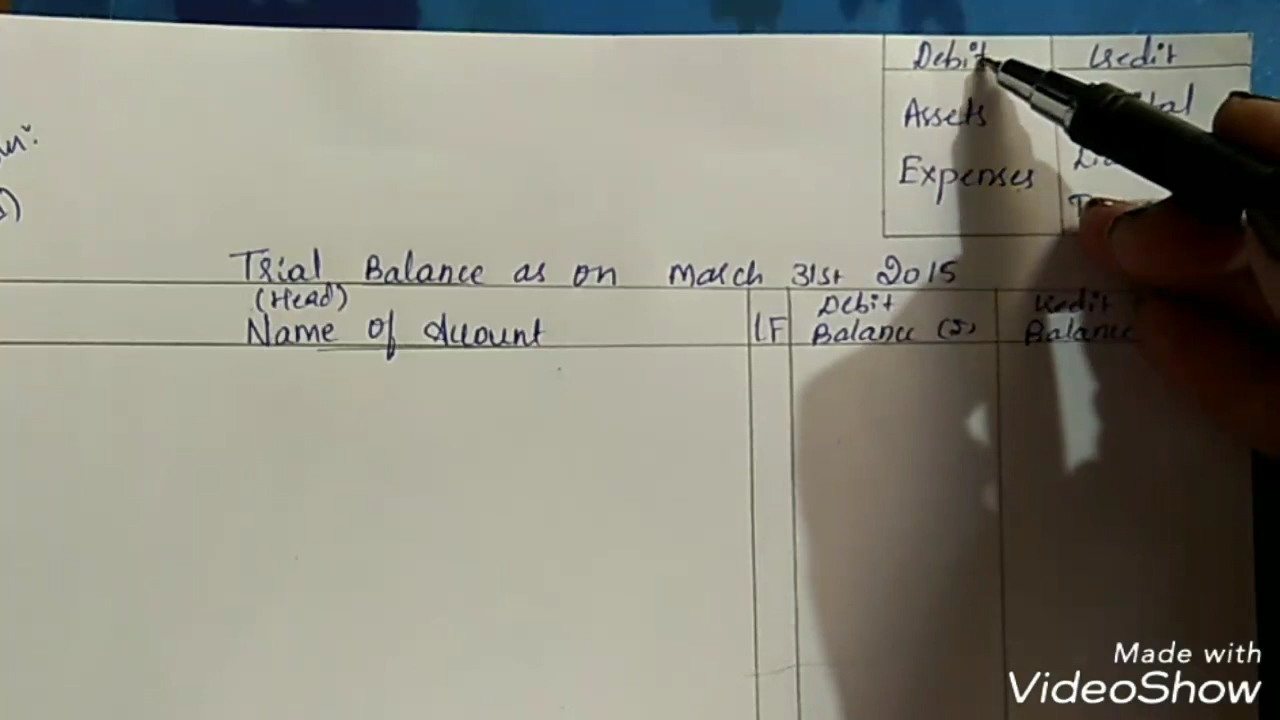 Debit Credit
Assets
Expenses
Trial Balance as on March 31st 2015
(Head) Debit Credit
Name of Account LF Balance (₹) Balance
Made with
VideoShow